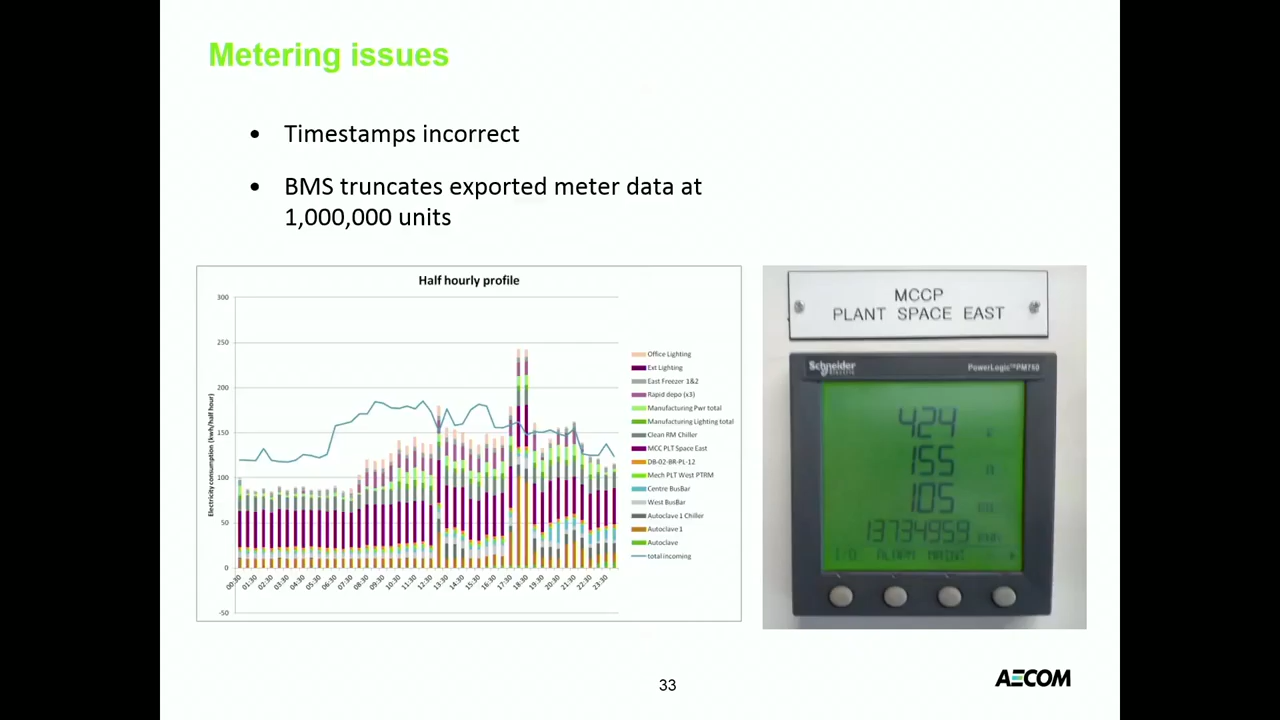 Metering issues
• Timestamps incorrect
• BMS truncates exported meter data at
1,000,000 units
Half hourly profile
300
250
200
150
100
50
0
-50
Electricity consumption (kwh/half hour)
00:30
01:30
02:30
03:30
04:30
05:30
06:30
07:30
08:30
09:30
10:30
11:30
12:30
13:30
14:30
15:30
16:30
17:30
18:30
19:30
20:30
21:30
22:30
23:30
Office Lighting
Ext Lighting
East Freezer 1&2
Rapid depo (x3)
Manufacturing Pwr total
Manufacturing Lighting total
Clean RM Chiller
MCC PLT Space East
DB-02-BR-PL-12
Mech PLT West PTRM
Centre BusBar
West BusBar
Autoclave 1 Chiller
Autoclave 1
Autoclave
total incoming
MCCP
PLANT SPACE EAST
Schneider
Electric
PowerLogic™PM750
424
155
105
13734959
ALARM
33
AECOM